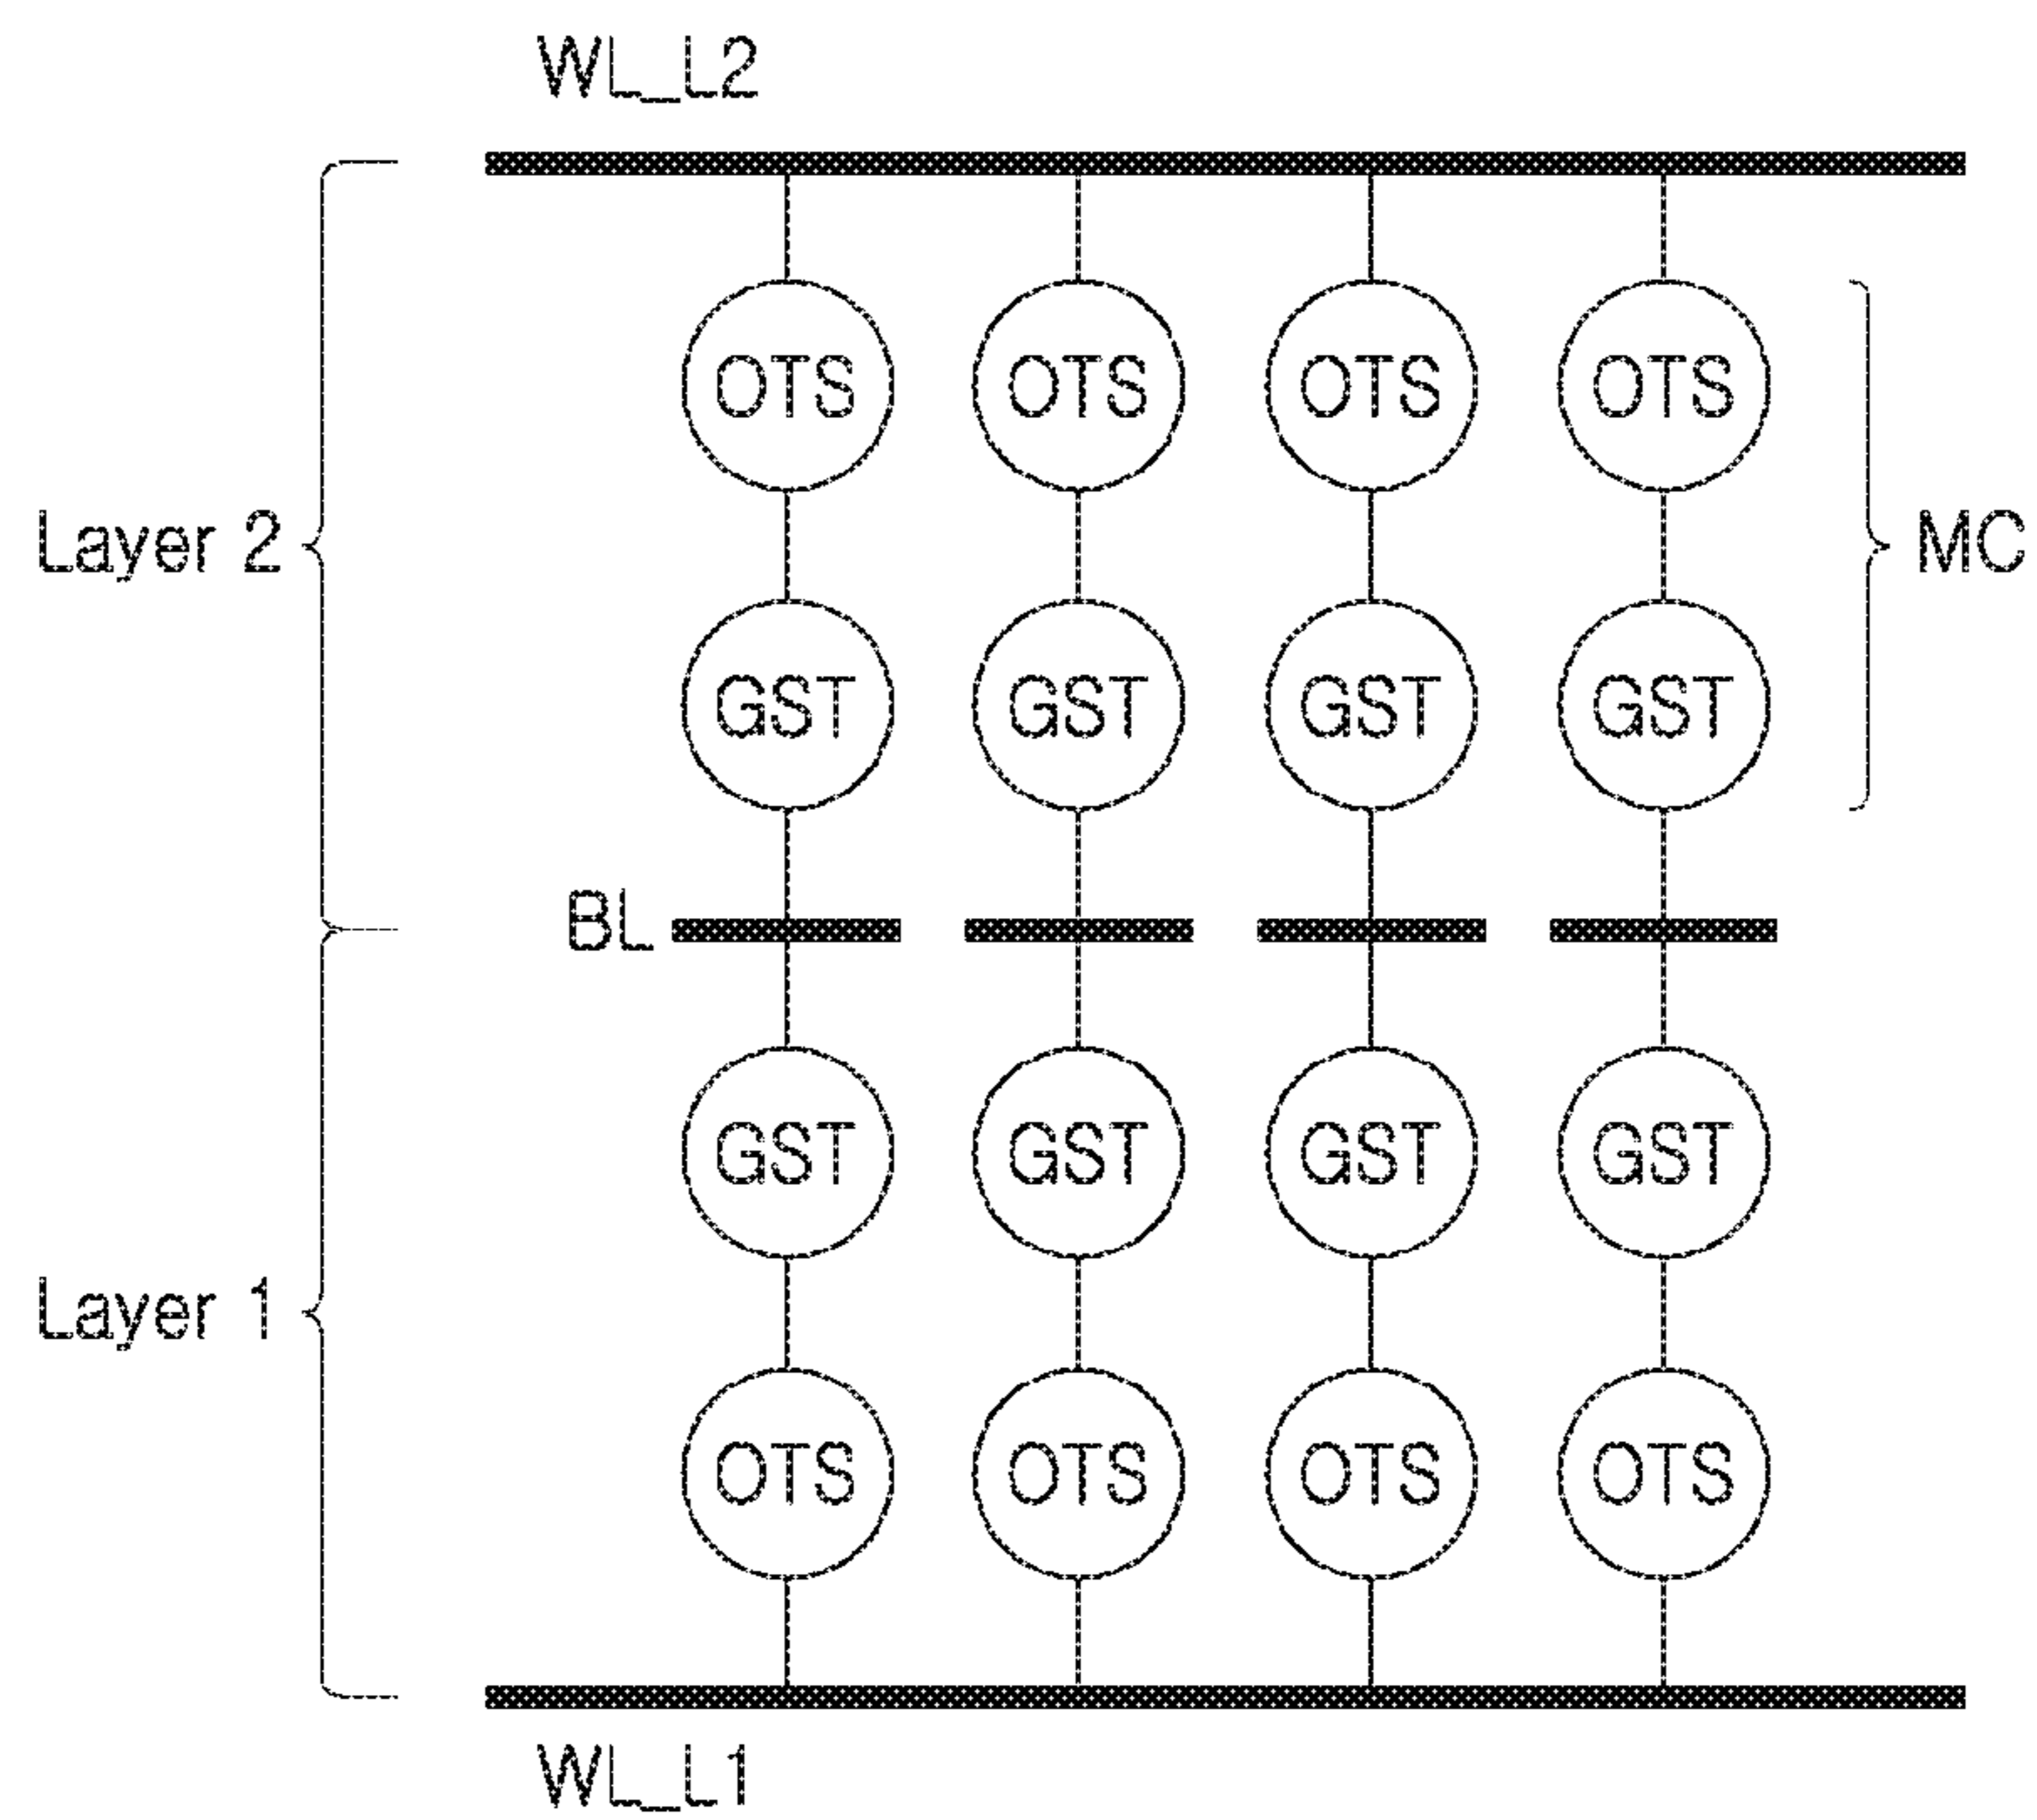 WL_L2
OTS OTS OTS OTS
Layer 2
MC
GST GST GST GST
BL
GST GST GST GST
Layer 1
OTS OTS OTS OTS
WL_L1